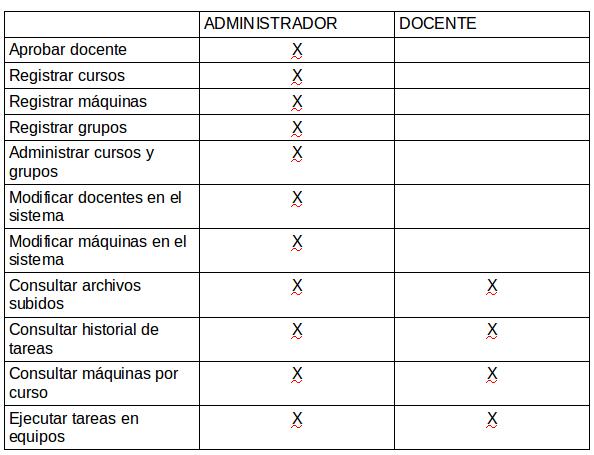 ADMINISTRADOR DOCENTE
Aprobar docente X
Registrar cursos X
Registrar máquinas X
Registrar grupos X
Administrar cursos y X
grupos
Modificar docentes en el X
sistema
Modificar máquinas en el X
sistema
Consultar archivos X X
subidos
Consultar historial de X X
tareas
Consultar máquinas por X X
curso
Ejecutar tareas en X X
equipos